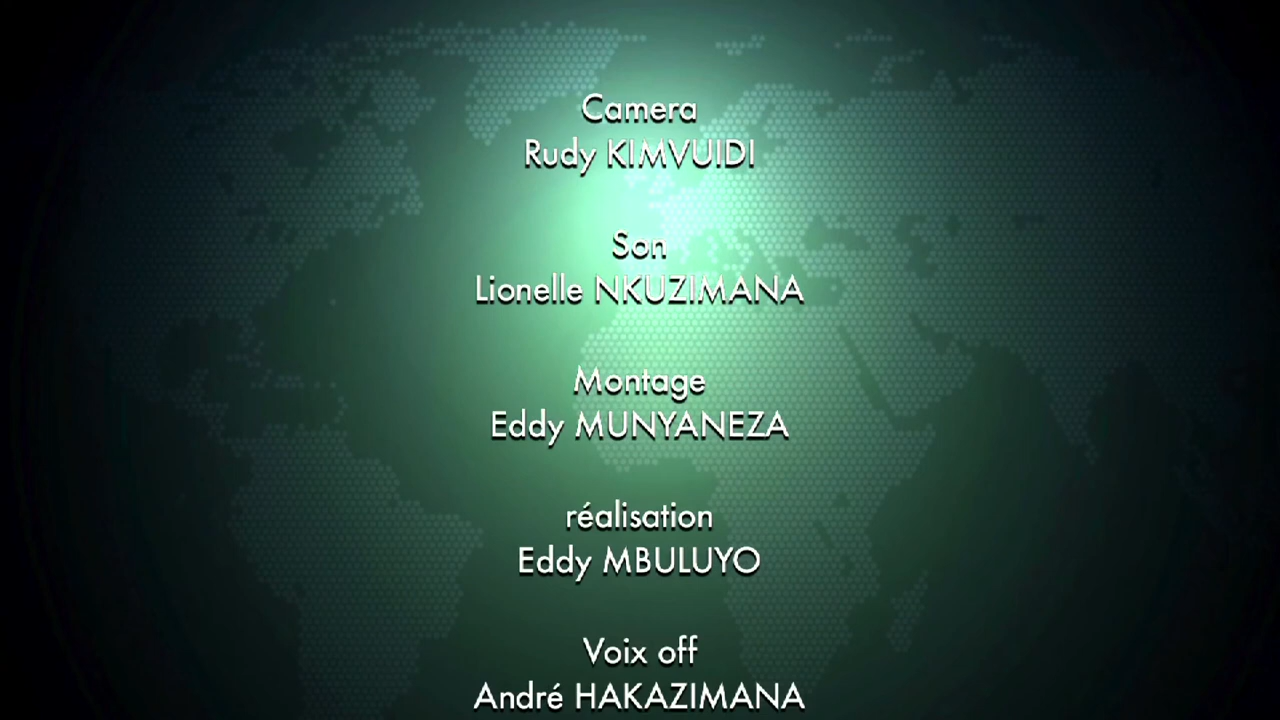 Camera
Rudy KIMVUIDI
Son
Lionelle NKUZIMANA
Montage
Eddy MUNYANEZA
réalisation
Eddy MBULUYO
Voix off
André HAKAZIMANA